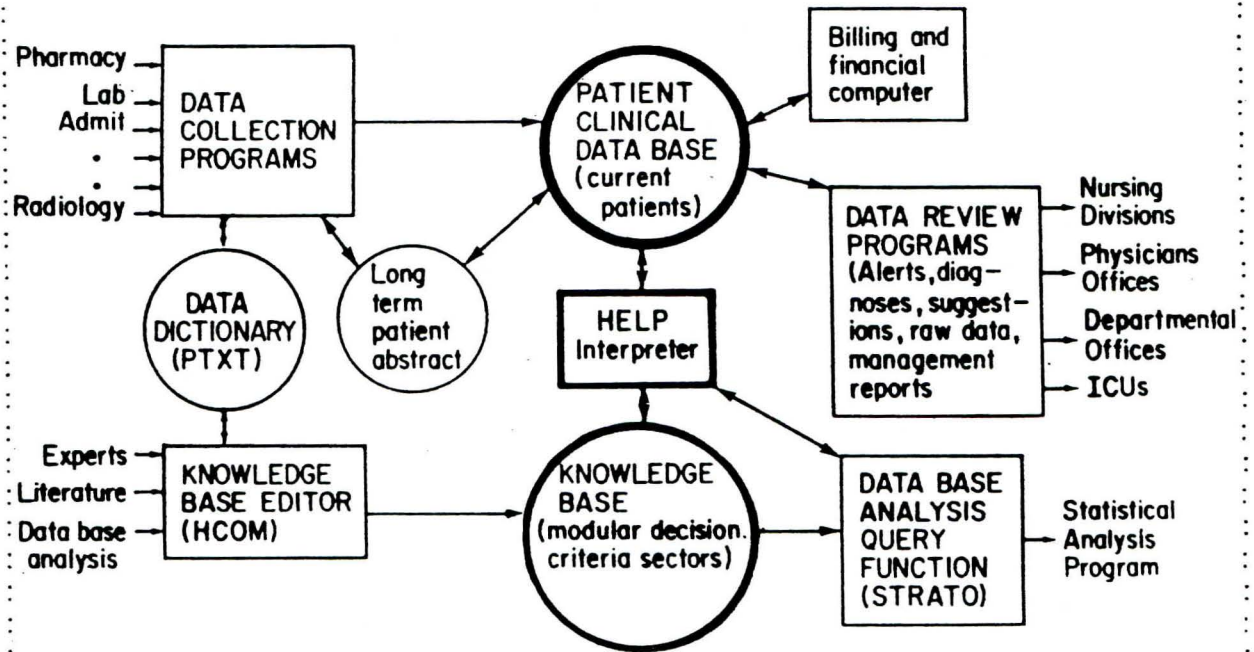 Pharmacy
Lab
Admit
Radiology
DATA
COLLECTION
PROGRAMS
PATIENT
CLINICAL
DATA BASE
(current
patients)
Billing and
financial
computer
DATA REVIEW
PROGRAMS
(Alerts, diag-
noses, suggest-
ions, raw data,
management
reports
Nursing
Divisions
Physicians
Offices
Departmental
Offices
ICUs
DATA
DICTIONARY
(PTXT)
Long
term
patient
abstract
HELP
Interpreter
Experts
Literature
Data base
analysis
KNOWLEDGE
BASE EDITOR
(HCOM)
KNOWLEDGE
BASE
(modular decision.
criteria sectors)
DATA BASE
ANALYSIS
QUERY
FUNCTION
(STRATO)
Statistical
Analysis
Program